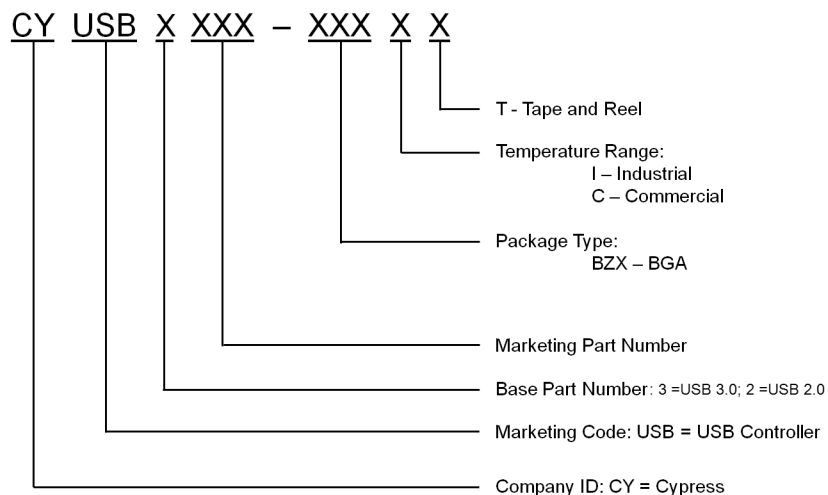 CY USB X XXX – XXX X X
T - Tape and Reel
Temperature Range:
I – Industrial
C – Commercial
Package Type:
BZX – BGA
Marketing Part Number
Base Part Number: 3 =USB 3.0; 2 =USB 2.0
Marketing Code: USB = USB Controller
Company ID: CY = Cypress